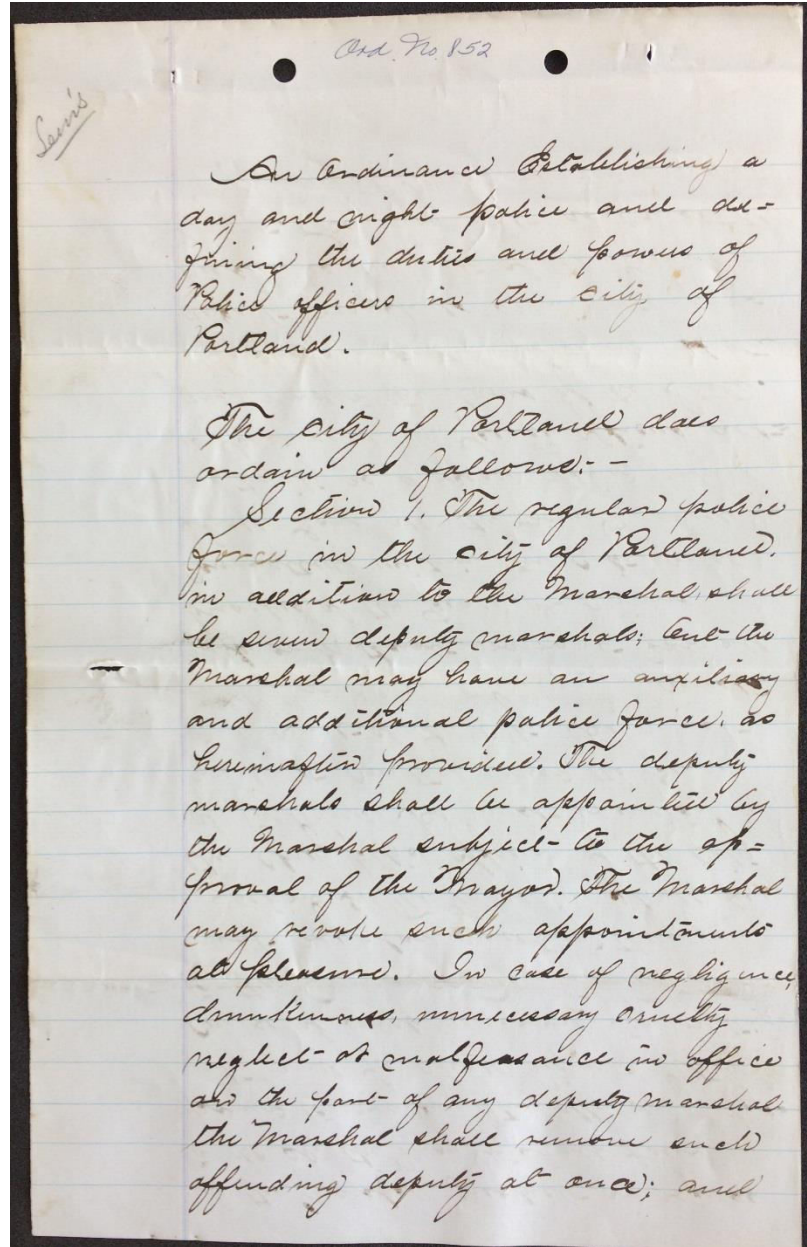 Ord. No. 852
Lewis
An Ordinance Establishing a
day and night police and de=
fining the duties and powers of
Police officers in the city of
Portland.
The city of Portland does
ordain as follows:-
Section 1. The regular police
force in the city of Portland,
in addition to the Marshal, shall
be seven deputy marshals; but the
Marshal may have an auxiliary
and additional police force, as
hereinafter provided. The deputy
marshals shall be appointed by
the Marshal subject to the ap=
proval of the Mayor. The Marshal
may revoke such appointments
at pleasure. In case of negligence,
drunkenness, unnecessary cruelty
neglect or malfeasance in office
on the part of any deputy marshal
the Marshal shall remove such
offending deputy at once; and